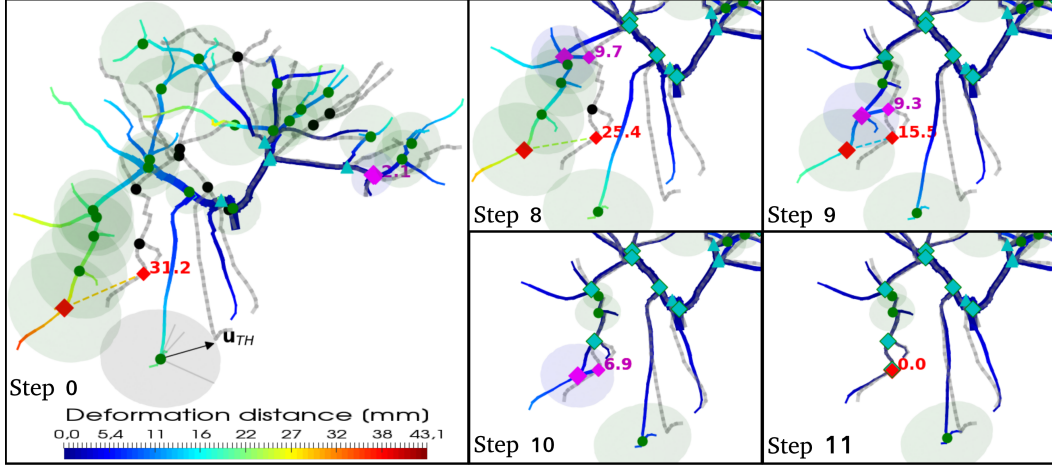 2.1
31.2
u_TH
Step 0
Deformation distance (mm)
0,0 5,4 11 16 22 27 32 38 43,1
9.7
25.4
Step 8
9.3
15.5
Step 9
6.9
Step 10
0.0
Step 11